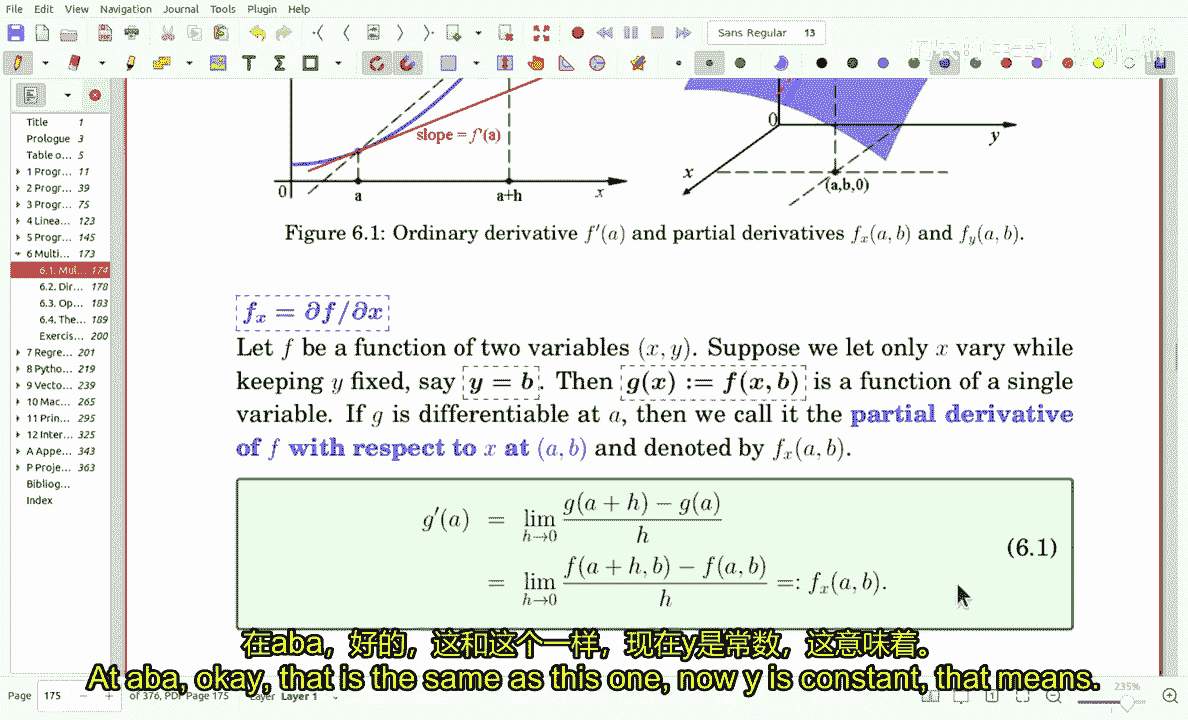 File Edit View Navigation Journal Tools Plugin Help
Sans Regular 13
Title 1
Prologue 3
Table o... 5
1 Progr... 11
2 Progr... 39
3 Progr... 75
4 Linea... 123
5 Progr... 145
6 Multi... 173
6.1. Mul... 174
6.2. Dir... 178
6.3. Op... 183
6.4. The... 189
Exercis... 200
7 Regre... 201
8 Pytho... 219
9 Vecto... 239
10 Mac... 265
11 Prin... 295
12 Inter... 325
A Appe... 343
P Proje... 363
Bibliog...
Index
slope = f'(a)
0 a a+h x
0 y
x
(a,b,0)
Figure 6.1: Ordinary derivative f′(a) and partial derivatives f_x(a, b) and f_y(a, b).
f_x = ∂f/∂x
Let f be a function of two variables (x, y). Suppose we let only x vary while
keeping y fixed, say y = b. Then g(x) := f(x, b) is a function of a single
variable. If g is differentiable at a, then we call it the partial derivative
of f with respect to x at (a, b) and denoted by f_x(a, b).
g′(a) = lim h→0 g(a + h) − g(a) / h
(6.1)
= lim h→0 f(a + h, b) − f(a, b) / h =: f_x(a, b).
在aba，好的，这和这个一样，现在y是常数，这意味着。
At aba, okay, that is the same as this one, now y is constant, that means.
Page 175 of 376, PDF Page 175 Layer Layer 1 235%